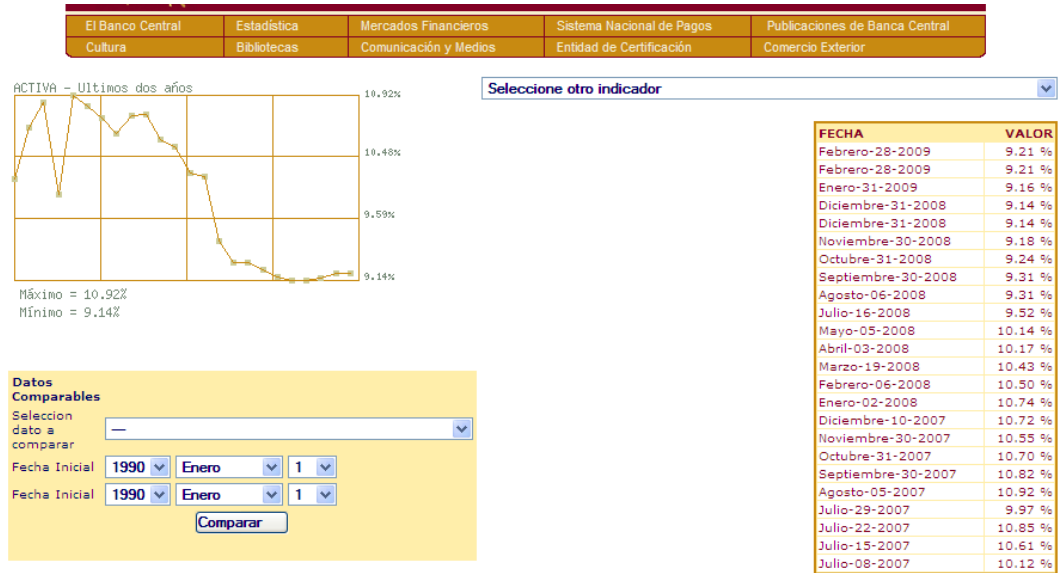 El Banco Central Estadística Mercados Financieros Sistema Nacional de Pagos Publicaciones de Banca Central
Cultura Bibliotecas Comunicación y Medios Entidad de Certificación Comercio Exterior
ACTIVA - Ultimos dos años
10.92%
10.48%
9.59%
9.14%
Máximo = 10.92%
Mínimo = 9.14%
Seleccione otro indicador
FECHA VALOR
Febrero-28-2009 9.21 %
Febrero-28-2009 9.21 %
Enero-31-2009 9.16 %
Diciembre-31-2008 9.14 %
Diciembre-31-2008 9.14 %
Noviembre-30-2008 9.18 %
Octubre-31-2008 9.24 %
Septiembre-30-2008 9.31 %
Agosto-06-2008 9.31 %
Julio-16-2008 9.52 %
Mayo-05-2008 10.14 %
Abril-03-2008 10.17 %
Marzo-19-2008 10.43 %
Febrero-06-2008 10.50 %
Enero-02-2008 10.74 %
Diciembre-10-2007 10.72 %
Noviembre-30-2007 10.55 %
Octubre-31-2007 10.70 %
Septiembre-30-2007 10.82 %
Agosto-05-2007 10.92 %
Julio-29-2007 9.97 %
Julio-22-2007 10.85 %
Julio-15-2007 10.61 %
Julio-08-2007 10.12 %
Datos
Comparables
Seleccion
dato a
comparar
—
Fecha Inicial 1990 Enero 1
Fecha Inicial 1990 Enero 1
Comparar